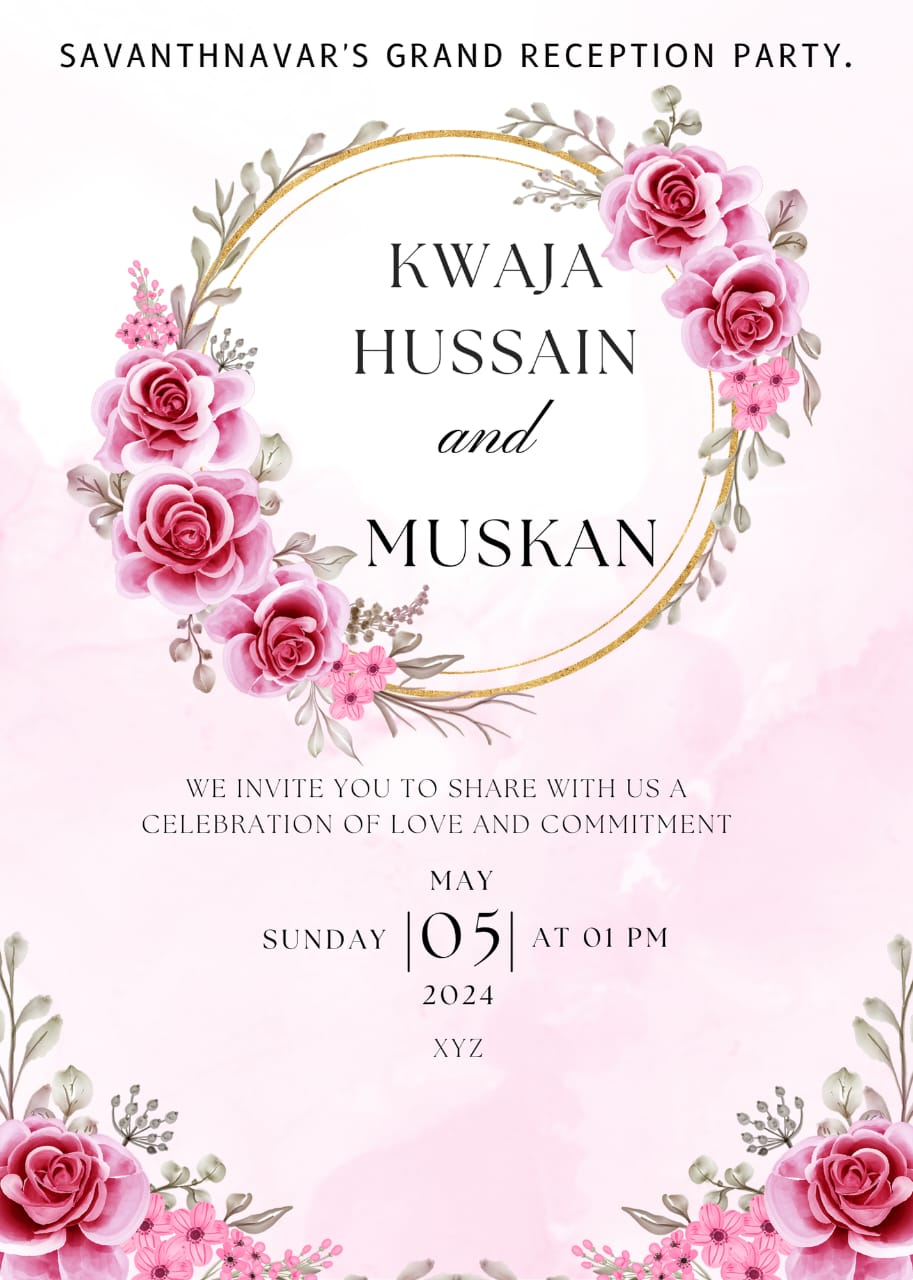 SAVANTHNAVAR'S GRAND RECEPTION PARTY.
KWAJA
HUSSAIN
and
MUSKAN
WE INVITE YOU TO SHARE WITH US A
CELEBRATION OF LOVE AND COMMITMENT
MAY
SUNDAY |05| AT 01 PM
2024
XYZ